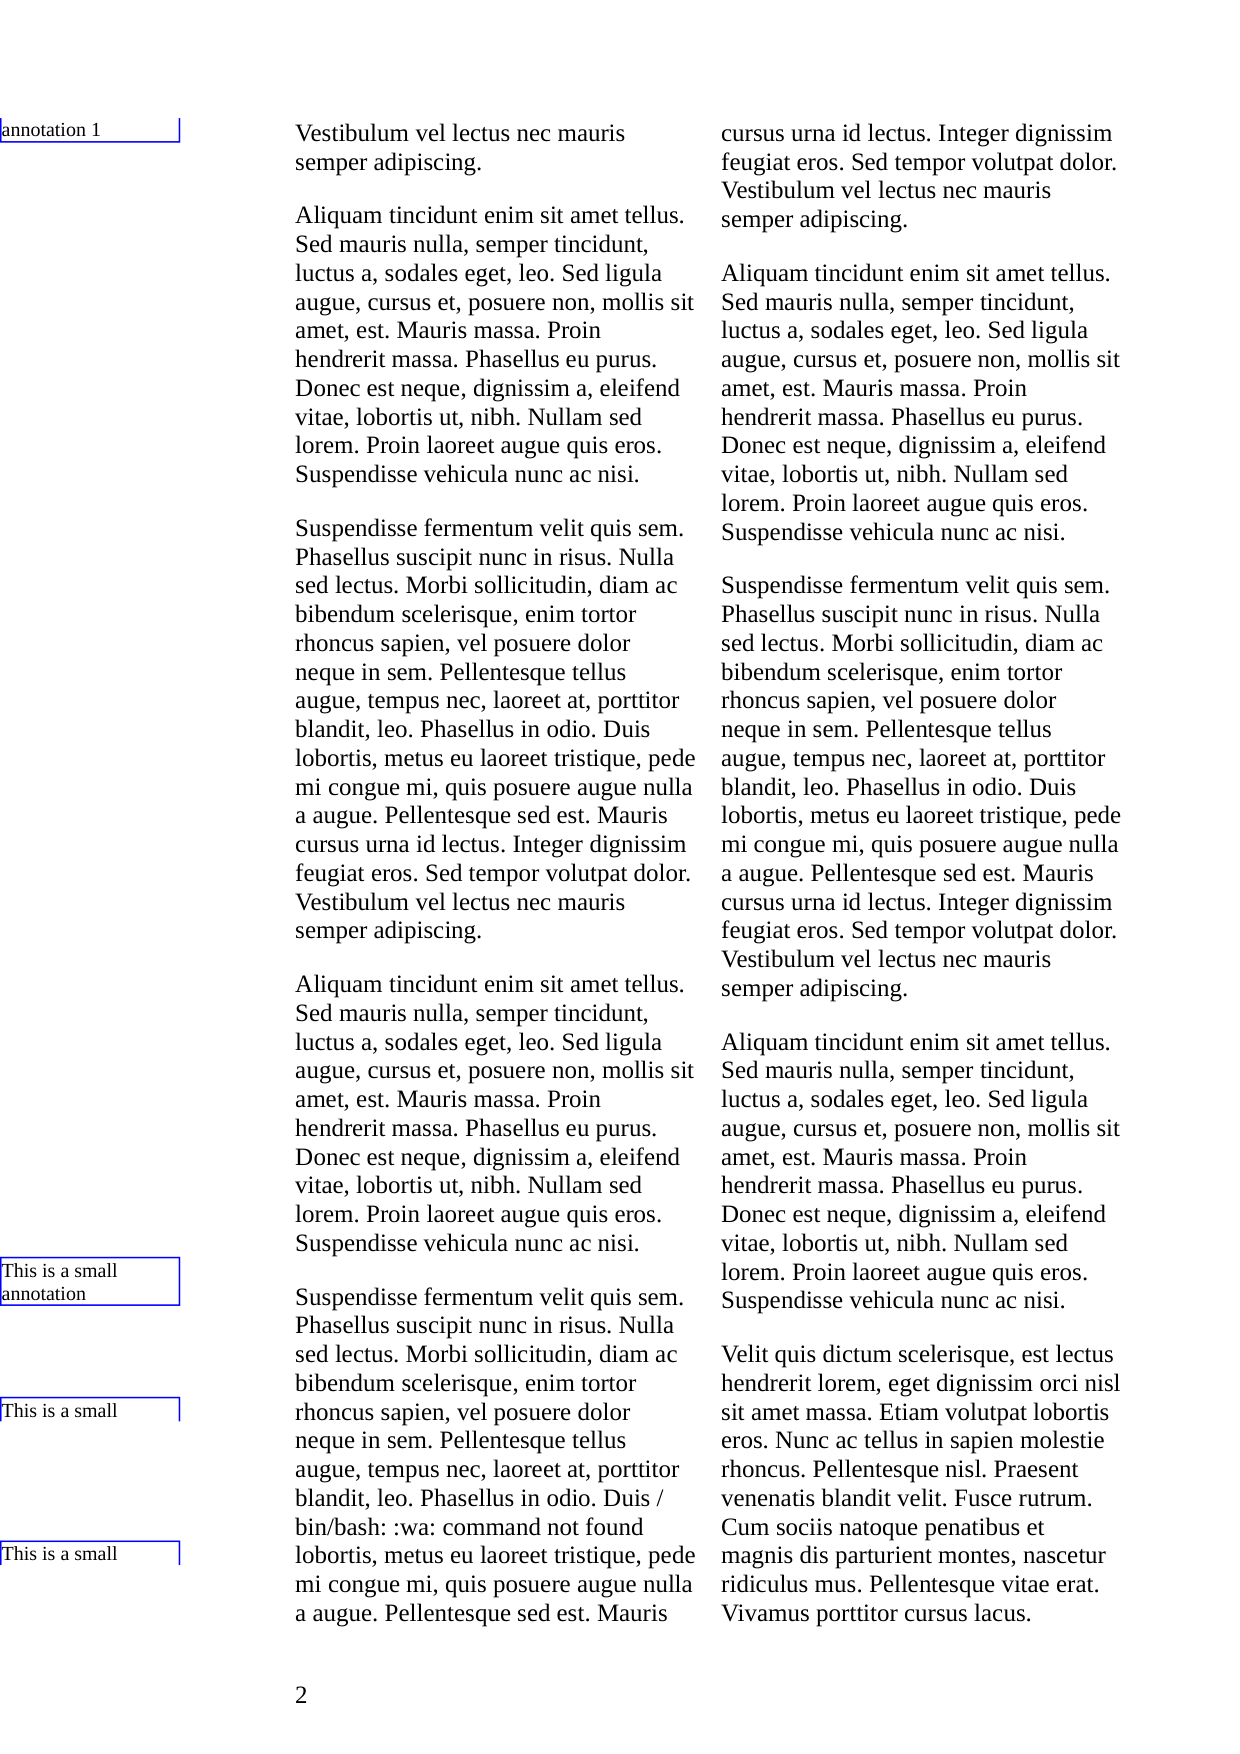 annotation 1
This is a small
annotation
This is a small
This is a small
Vestibulum vel lectus nec mauris
semper adipiscing.
Aliquam tincidunt enim sit amet tellus.
Sed mauris nulla, semper tincidunt,
luctus a, sodales eget, leo. Sed ligula
augue, cursus et, posuere non, mollis sit
amet, est. Mauris massa. Proin
hendrerit massa. Phasellus eu purus.
Donec est neque, dignissim a, eleifend
vitae, lobortis ut, nibh. Nullam sed
lorem. Proin laoreet augue quis eros.
Suspendisse vehicula nunc ac nisi.
Suspendisse fermentum velit quis sem.
Phasellus suscipit nunc in risus. Nulla
sed lectus. Morbi sollicitudin, diam ac
bibendum scelerisque, enim tortor
rhoncus sapien, vel posuere dolor
neque in sem. Pellentesque tellus
augue, tempus nec, laoreet at, porttitor
blandit, leo. Phasellus in odio. Duis
lobortis, metus eu laoreet tristique, pede
mi congue mi, quis posuere augue nulla
a augue. Pellentesque sed est. Mauris
cursus urna id lectus. Integer dignissim
feugiat eros. Sed tempor volutpat dolor.
Vestibulum vel lectus nec mauris
semper adipiscing.
Aliquam tincidunt enim sit amet tellus.
Sed mauris nulla, semper tincidunt,
luctus a, sodales eget, leo. Sed ligula
augue, cursus et, posuere non, mollis sit
amet, est. Mauris massa. Proin
hendrerit massa. Phasellus eu purus.
Donec est neque, dignissim a, eleifend
vitae, lobortis ut, nibh. Nullam sed
lorem. Proin laoreet augue quis eros.
Suspendisse vehicula nunc ac nisi.
Suspendisse fermentum velit quis sem.
Phasellus suscipit nunc in risus. Nulla
sed lectus. Morbi sollicitudin, diam ac
bibendum scelerisque, enim tortor
rhoncus sapien, vel posuere dolor
neque in sem. Pellentesque tellus
augue, tempus nec, laoreet at, porttitor
blandit, leo. Phasellus in odio. Duis /
bin/bash: :wa: command not found
lobortis, metus eu laoreet tristique, pede
mi congue mi, quis posuere augue nulla
a augue. Pellentesque sed est. Mauris
cursus urna id lectus. Integer dignissim
feugiat eros. Sed tempor volutpat dolor.
Vestibulum vel lectus nec mauris
semper adipiscing.
Aliquam tincidunt enim sit amet tellus.
Sed mauris nulla, semper tincidunt,
luctus a, sodales eget, leo. Sed ligula
augue, cursus et, posuere non, mollis sit
amet, est. Mauris massa. Proin
hendrerit massa. Phasellus eu purus.
Donec est neque, dignissim a, eleifend
vitae, lobortis ut, nibh. Nullam sed
lorem. Proin laoreet augue quis eros.
Suspendisse vehicula nunc ac nisi.
Suspendisse fermentum velit quis sem.
Phasellus suscipit nunc in risus. Nulla
sed lectus. Morbi sollicitudin, diam ac
bibendum scelerisque, enim tortor
rhoncus sapien, vel posuere dolor
neque in sem. Pellentesque tellus
augue, tempus nec, laoreet at, porttitor
blandit, leo. Phasellus in odio. Duis
lobortis, metus eu laoreet tristique, pede
mi congue mi, quis posuere augue nulla
a augue. Pellentesque sed est. Mauris
cursus urna id lectus. Integer dignissim
feugiat eros. Sed tempor volutpat dolor.
Vestibulum vel lectus nec mauris
semper adipiscing.
Aliquam tincidunt enim sit amet tellus.
Sed mauris nulla, semper tincidunt,
luctus a, sodales eget, leo. Sed ligula
augue, cursus et, posuere non, mollis sit
amet, est. Mauris massa. Proin
hendrerit massa. Phasellus eu purus.
Donec est neque, dignissim a, eleifend
vitae, lobortis ut, nibh. Nullam sed
lorem. Proin laoreet augue quis eros.
Suspendisse vehicula nunc ac nisi.
Velit quis dictum scelerisque, est lectus
hendrerit lorem, eget dignissim orci nisl
sit amet massa. Etiam volutpat lobortis
eros. Nunc ac tellus in sapien molestie
rhoncus. Pellentesque nisl. Praesent
venenatis blandit velit. Fusce rutrum.
Cum sociis natoque penatibus et
magnis dis parturient montes, nascetur
ridiculus mus. Pellentesque vitae erat.
Vivamus porttitor cursus lacus.
2